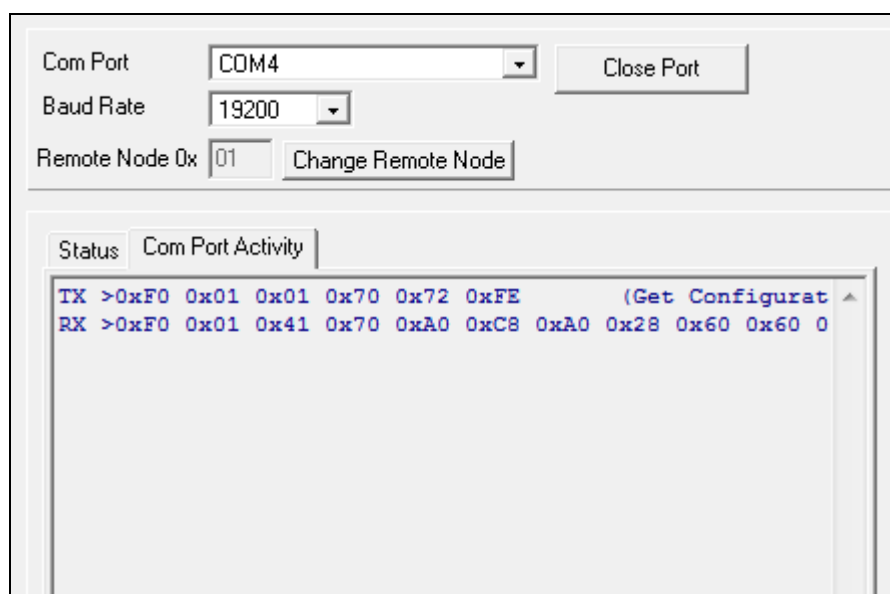 Com Port COM4 Close Port
Baud Rate 19200
Remote Node 0x 01 Change Remote Node
Status Com Port Activity
TX >0xF0 0x01 0x01 0x70 0x72 0xFE (Get Configurat
RX >0xF0 0x01 0x41 0x70 0xA0 0xC8 0xA0 0x28 0x60 0x60 0